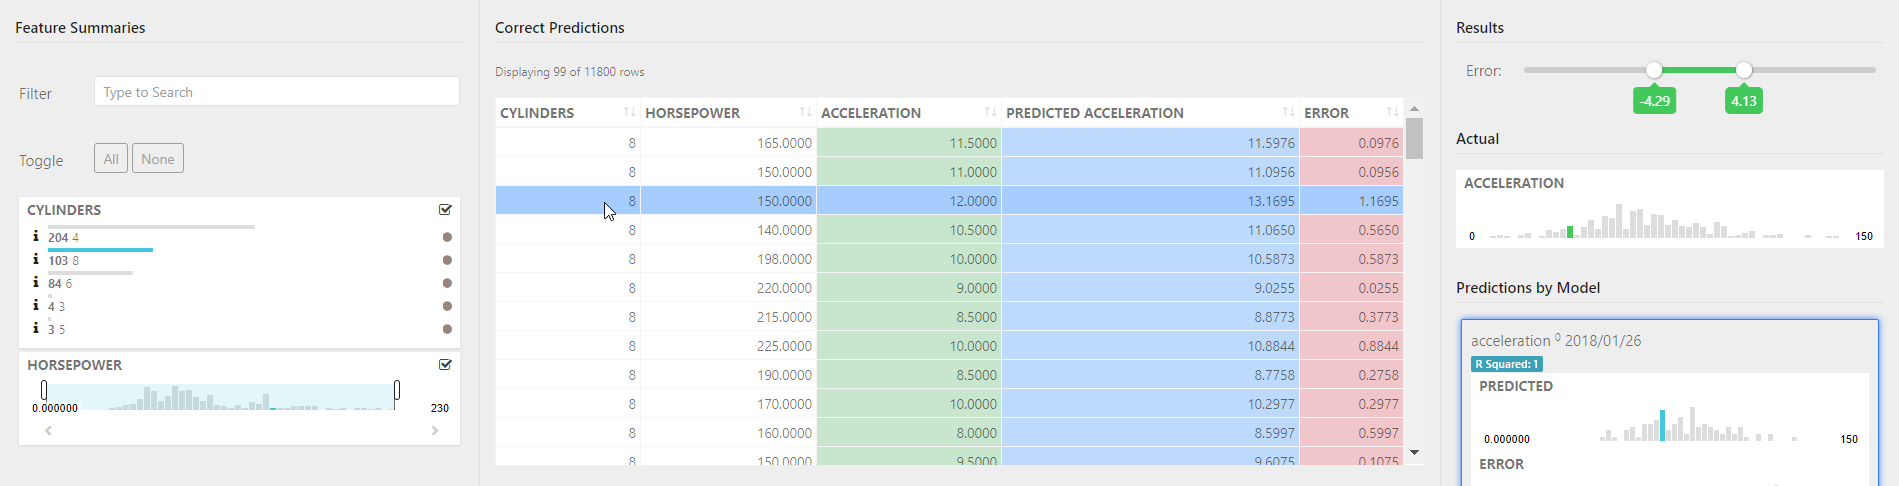 Feature Summaries
Filter
Type to Search
Toggle
All
None
CYLINDERS
204 4
103 8
84 6
4 3
3 5
HORSEPOWER
0.000000
230
Correct Predictions
Displaying 99 of 11800 rows
CYLINDERS HORSEPOWER ACCELERATION PREDICTED ACCELERATION ERROR
8 165.0000 11.5000 11.5976 0.0976
8 150.0000 11.0000 11.0956 0.0956
8 150.0000 12.0000 13.1695 1.1695
8 140.0000 10.5000 11.0650 0.5650
8 198.0000 10.0000 10.5873 0.5873
8 220.0000 9.0000 9.0255 0.0255
8 215.0000 8.5000 8.8773 0.3773
8 225.0000 10.0000 10.8844 0.8844
8 190.0000 8.5000 8.7758 0.2758
8 170.0000 10.0000 10.2977 0.2977
8 160.0000 8.0000 8.5997 0.5997
8 150.0000 9.5000 9.6075 0.1075
Results
Error:
-4.29
4.13
Actual
ACCELERATION
0
150
Predictions by Model
acceleration 0 2018/01/26
R Squared: 1
PREDICTED
0.000000
150
ERROR